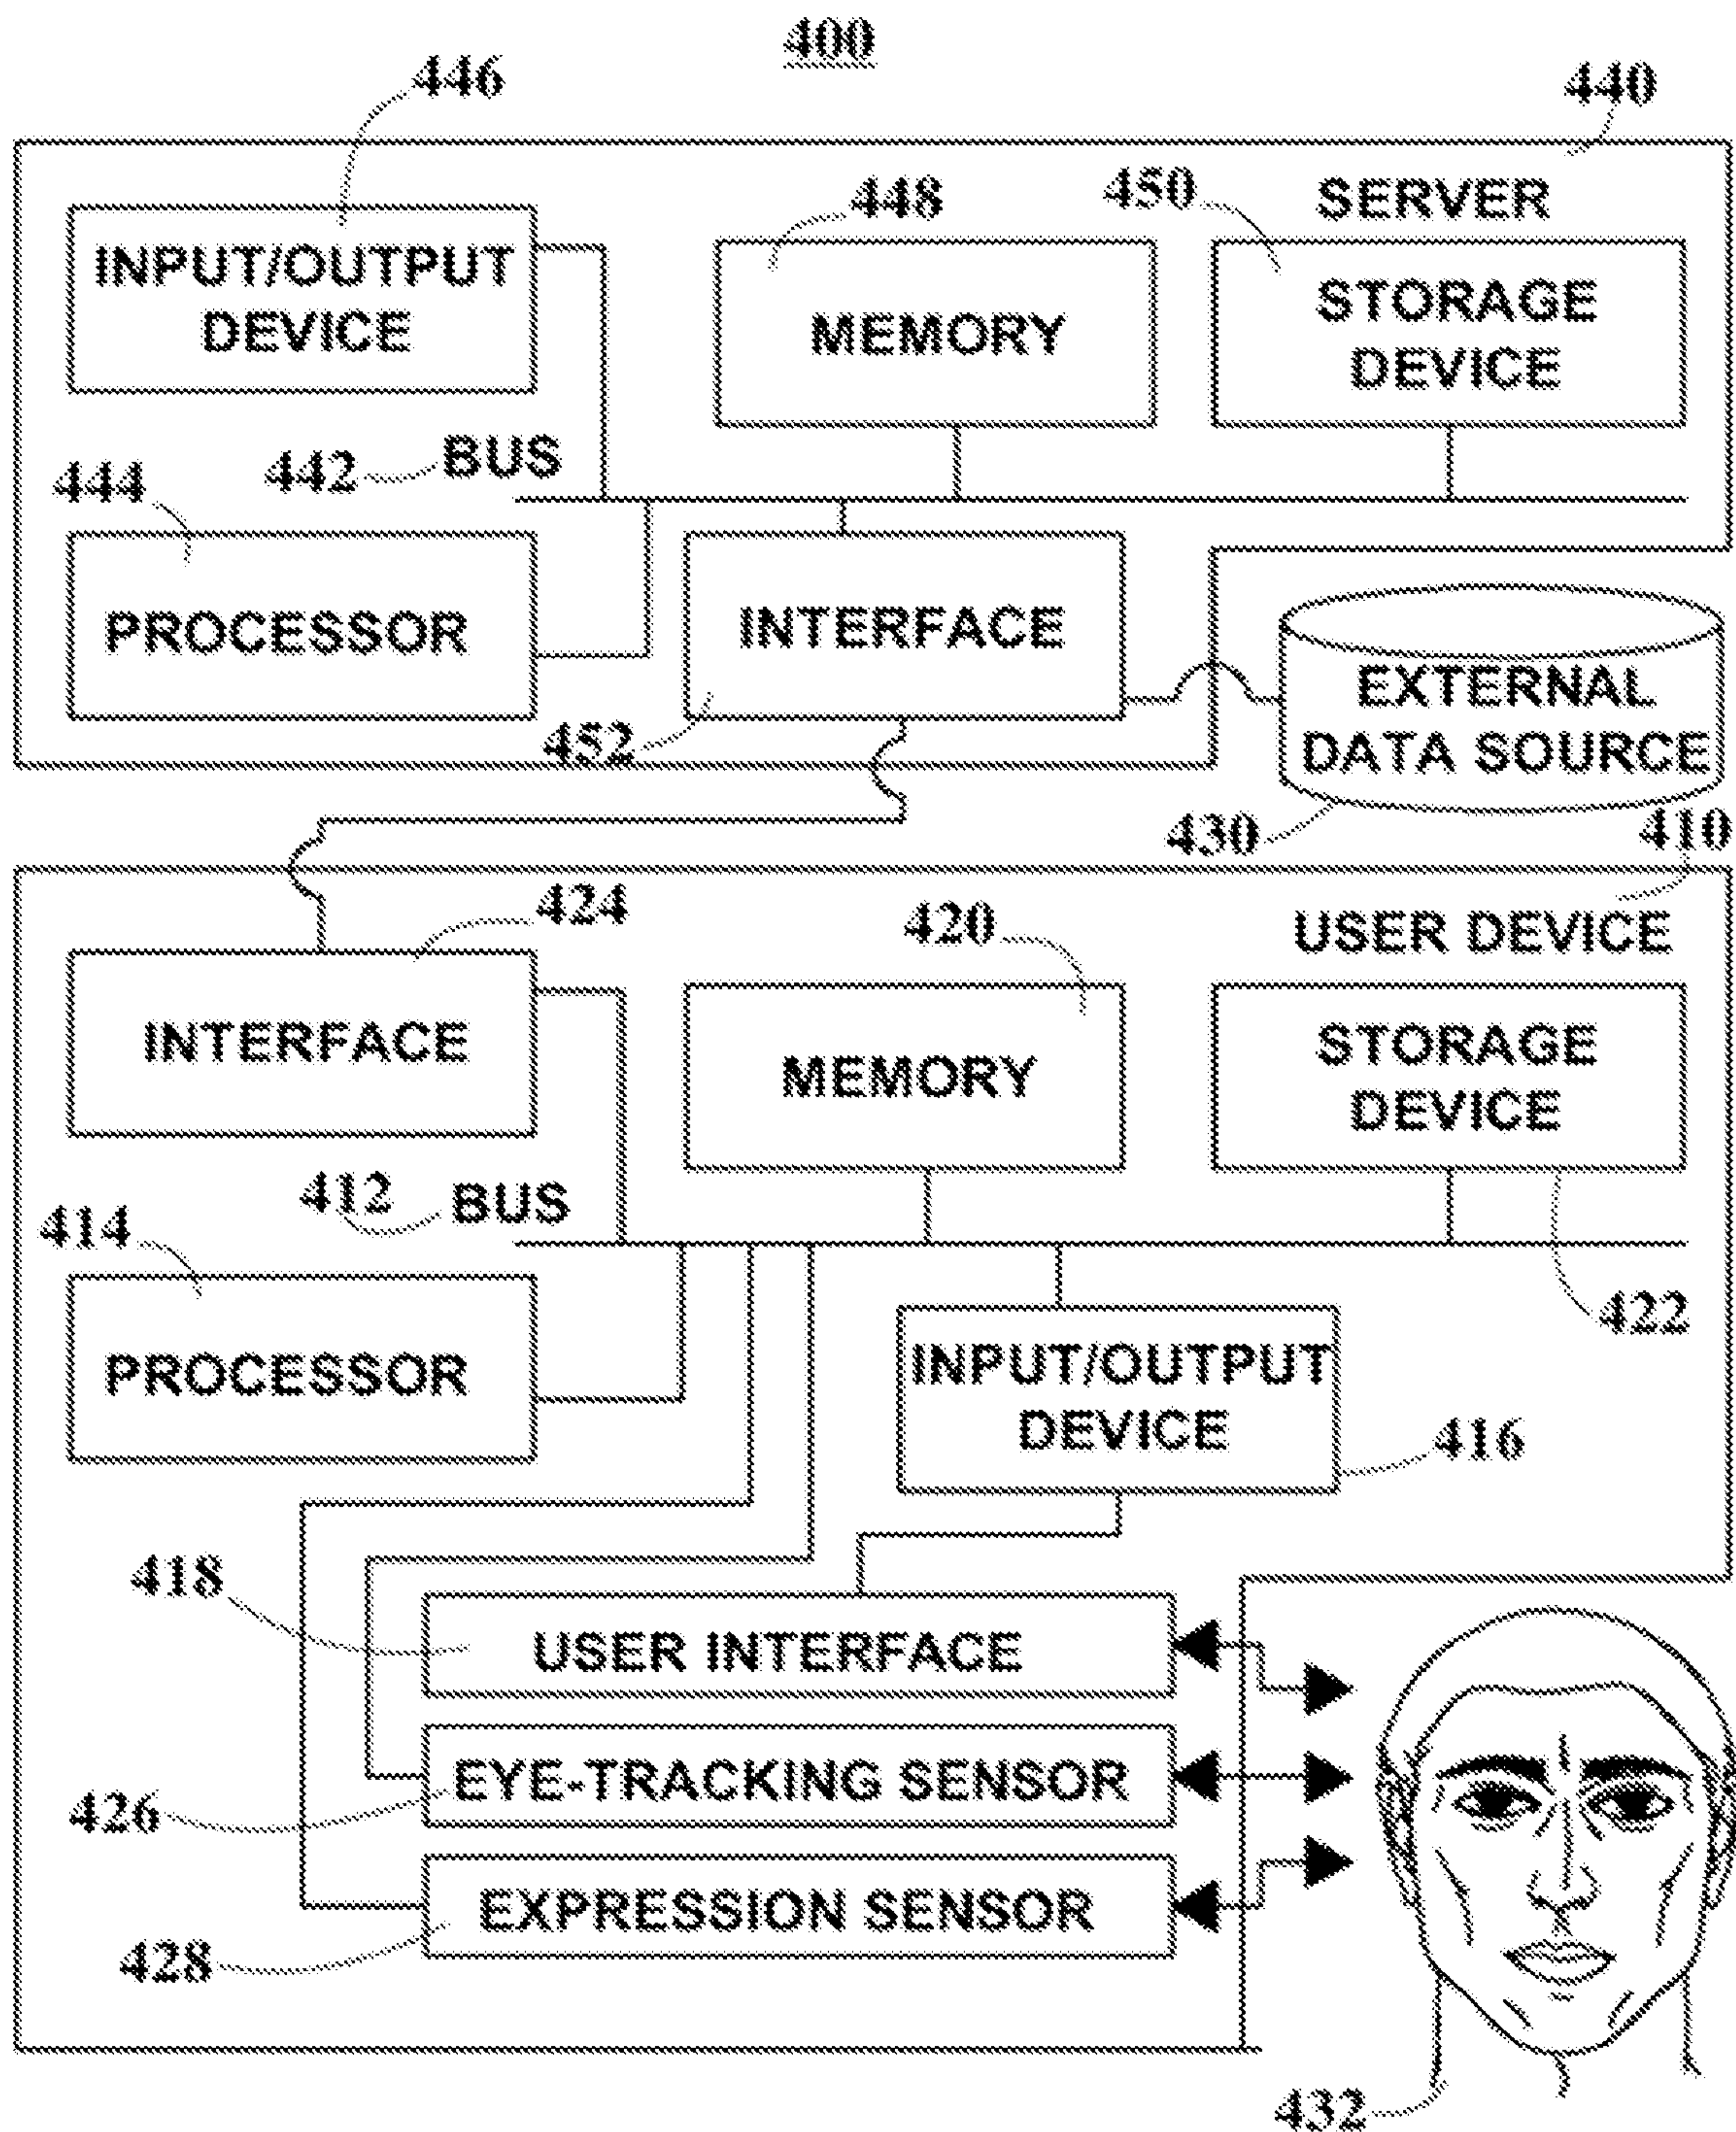 400
446
440
448
450
SERVER
INPUT/OUTPUT
DEVICE
MEMORY
STORAGE
DEVICE
442
BUS
444
PROCESSOR
INTERFACE
452
EXTERNAL
DATA SOURCE
430
410
424
420
USER DEVICE
INTERFACE
MEMORY
STORAGE
DEVICE
412
BUS
414
422
PROCESSOR
INPUT/OUTPUT
DEVICE
416
418
USER INTERFACE
EYE-TRACKING SENSOR
426
EXPRESSION SENSOR
428
432